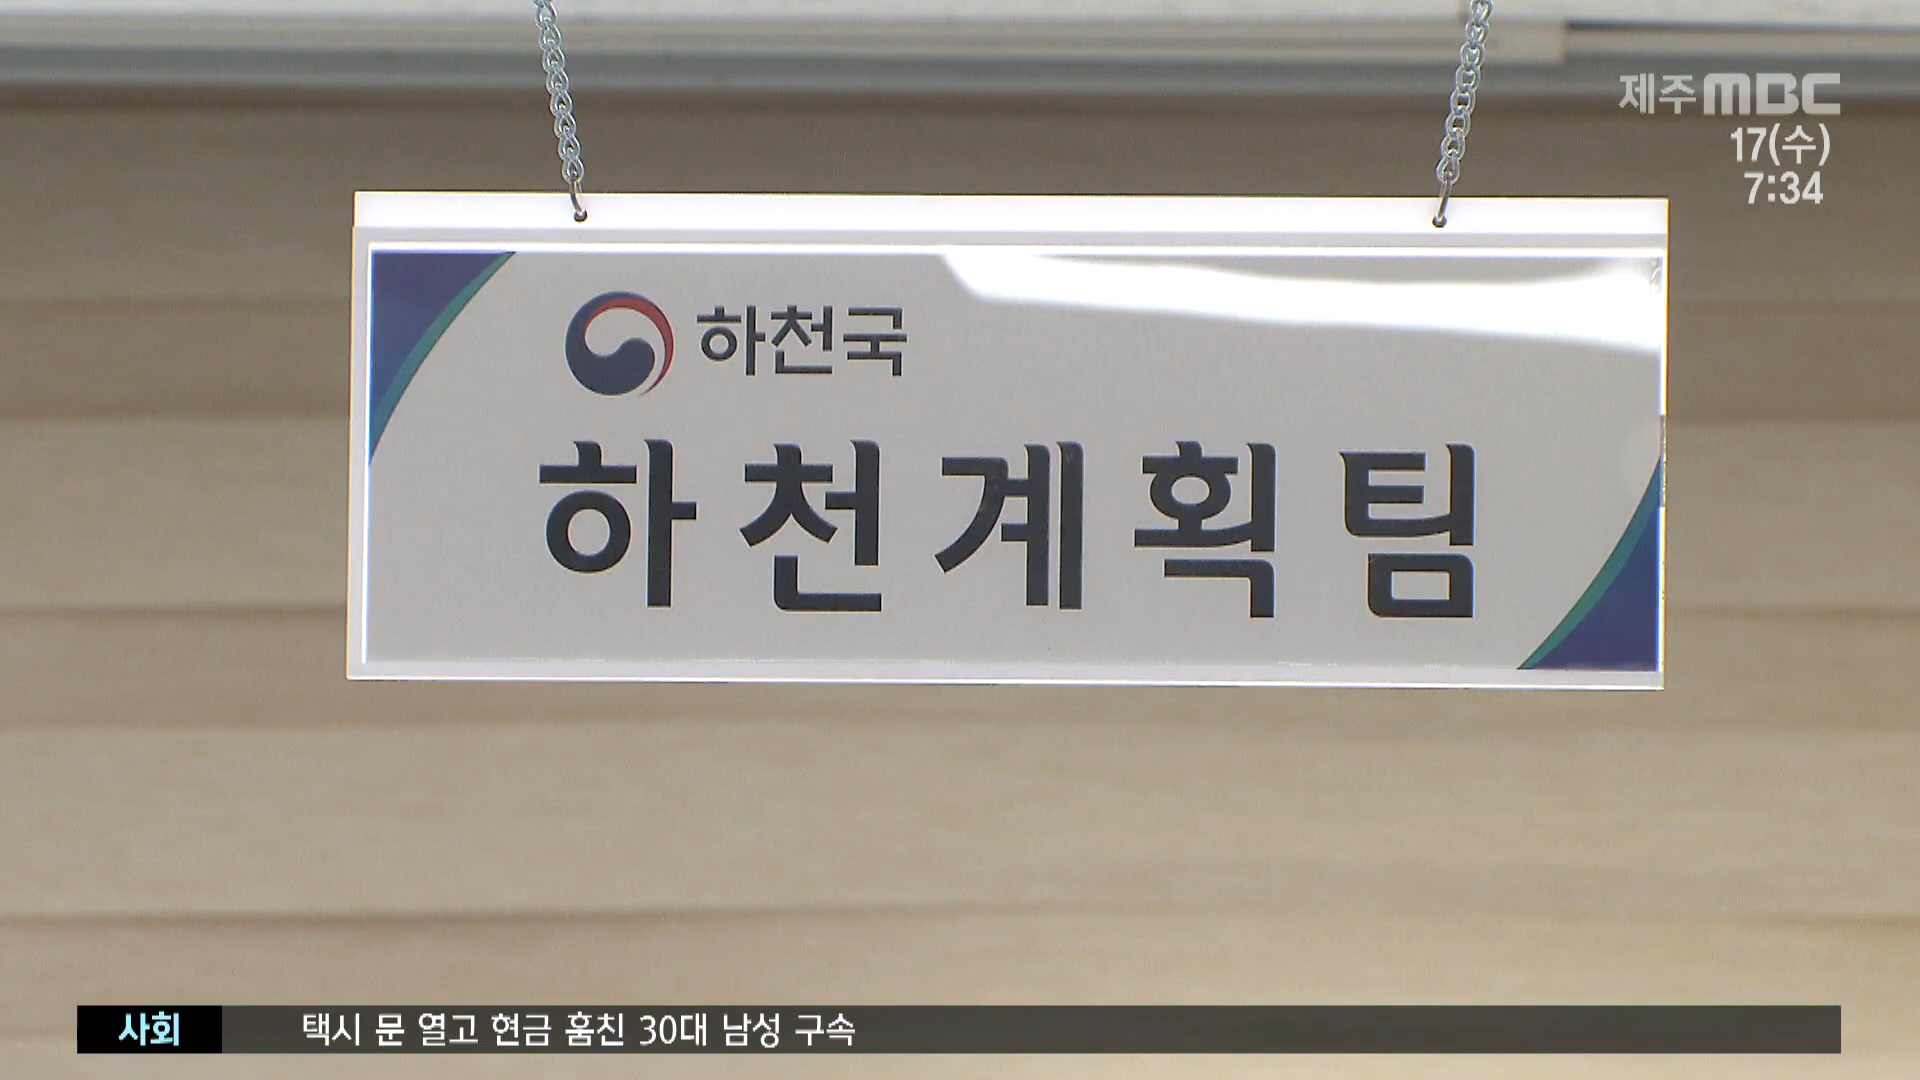 제주MBC
17(수)
7:34
하천국
하천계획팀
사회 택시 문 열고 현금 훔친 30대 남성 구속